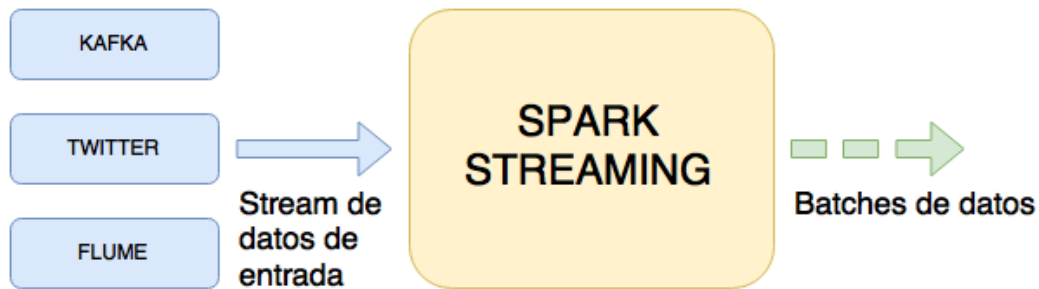 KAFKA
TWITTER
FLUME
Stream de
datos de
entrada
SPARK
STREAMING
Batches de datos